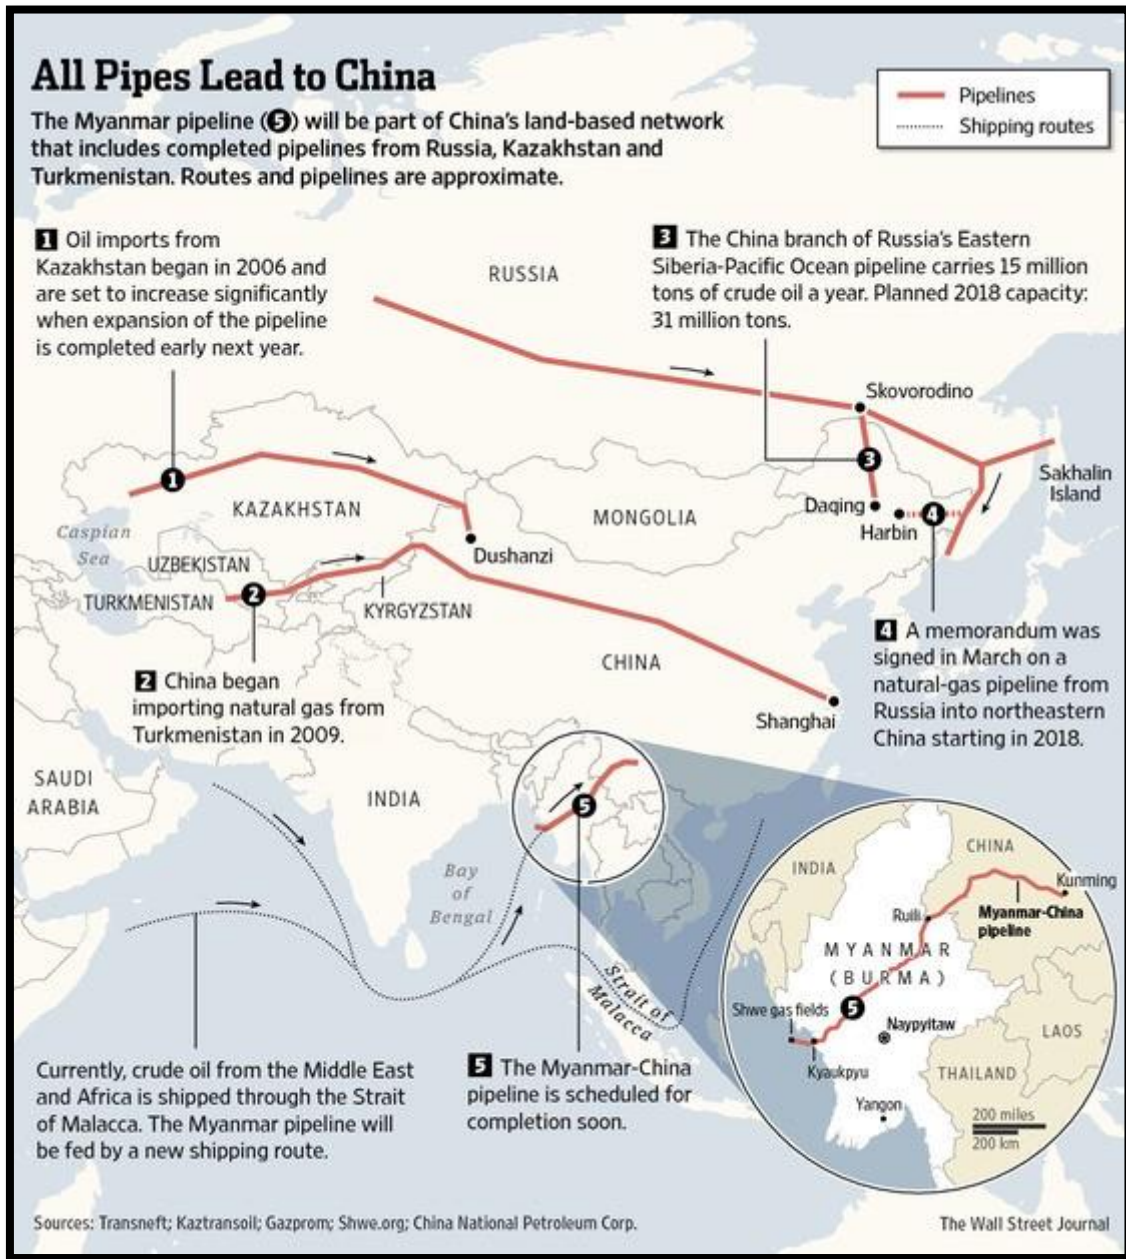 All Pipes Lead to China
The Myanmar pipeline (5) will be part of China's land-based network
that includes completed pipelines from Russia, Kazakhstan and
Turkmenistan. Routes and pipelines are approximate.
Pipelines
Shipping routes
1 Oil imports from
Kazakhstan began in 2006 and
are set to increase significantly
when expansion of the pipeline
is completed early next year.
3 The China branch of Russia's Eastern
Siberia-Pacific Ocean pipeline carries 15 million
tons of crude oil a year. Planned 2018 capacity:
31 million tons.
RUSSIA
Skovorodino
1
3
Sakhalin
Island
KAZAKHSTAN
MONGOLIA
Daqing
Harbin
4
Caspian
Sea
Dushanzi
UZBEKISTAN
TURKMENISTAN
2
KYRGYZSTAN
CHINA
Shanghai
2 China began
importing natural gas from
Turkmenistan in 2009.
4 A memorandum was
signed in March on a
natural-gas pipeline from
Russia into northeastern
China starting in 2018.
SAUDI
ARABIA
INDIA
5
Bay
of
Bengal
Strait of
Malacca
INDIA
CHINA
Kunming
Ruili
Myanmar-China
pipeline
MYANMAR
(BURMA)
5
Shwe gas fields
Naypyitaw
Kyaukpyu
LAOS
THAILAND
Yangon
200 miles
200 km
Currently, crude oil from the Middle East
and Africa is shipped through the Strait
of Malacca. The Myanmar pipeline will
be fed by a new shipping route.
5 The Myanmar-China
pipeline is scheduled for
completion soon.
Sources: Transneft; Kaztransoil; Gazprom; Shwe.org; China National Petroleum Corp.
The Wall Street Journal